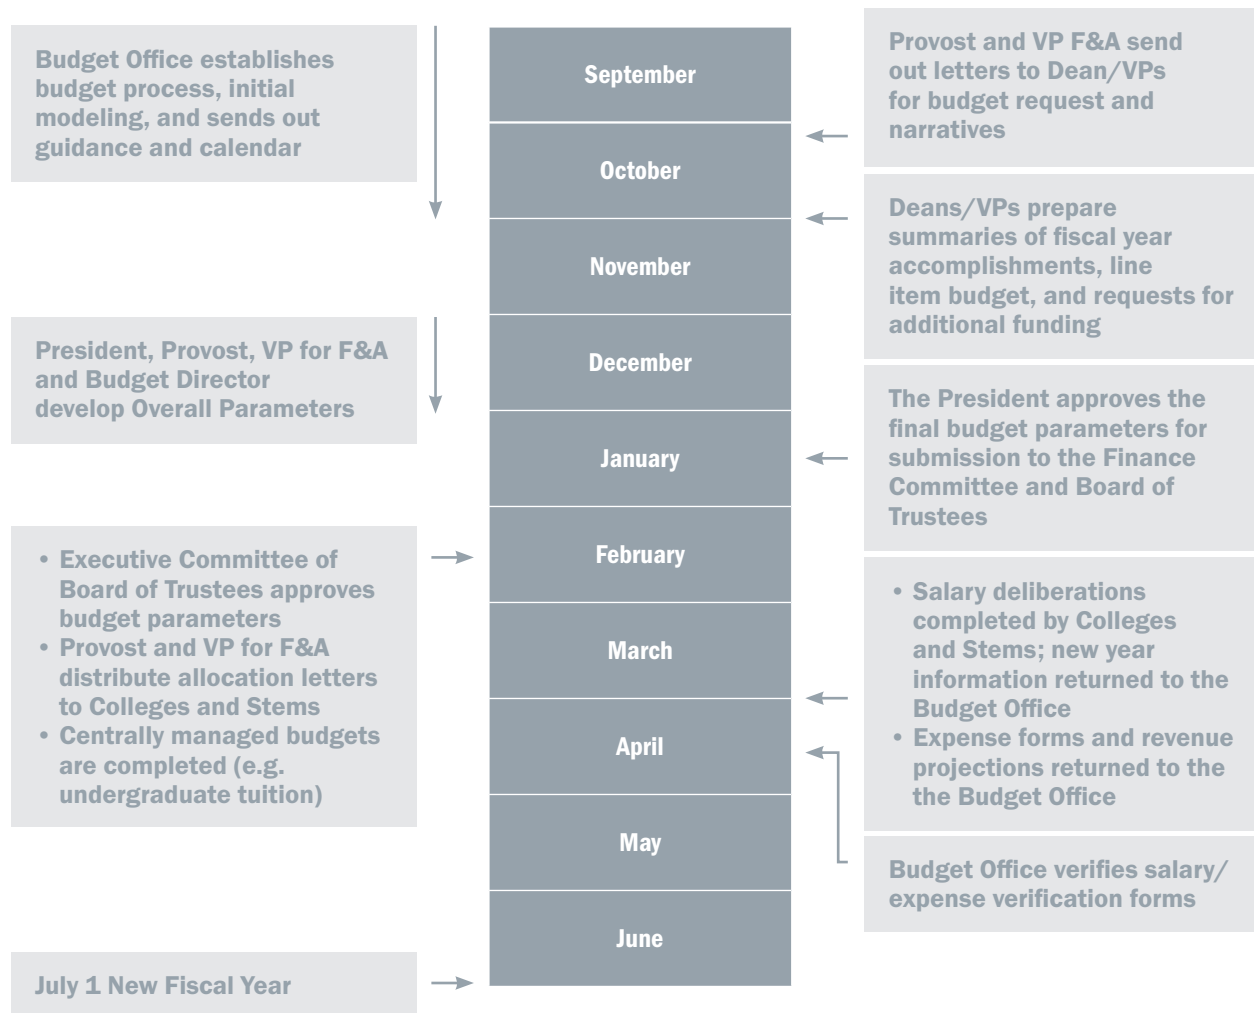 Budget Office establishes
budget process, initial
modeling, and sends out
guidance and calendar
President, Provost, VP for F&A
and Budget Director
develop Overall Parameters
• Executive Committee of
Board of Trustees approves
budget parameters
• Provost and VP for F&A
distribute allocation letters
to Colleges and Stems
• Centrally managed budgets
are completed (e.g.
undergraduate tuition)
July 1 New Fiscal Year
September
October
November
December
January
February
March
April
May
June
Provost and VP F&A send
out letters to Dean/VPs
for budget request and
narratives
Deans/VPs prepare
summaries of fiscal year
accomplishments, line
item budget, and requests for
additional funding
The President approves the
final budget parameters for
submission to the Finance
Committee and Board of
Trustees
• Salary deliberations
completed by Colleges
and Stems; new year
information returned to the
Budget Office
• Expense forms and revenue
projections returned to the
the Budget Office
Budget Office verifies salary/
expense verification forms